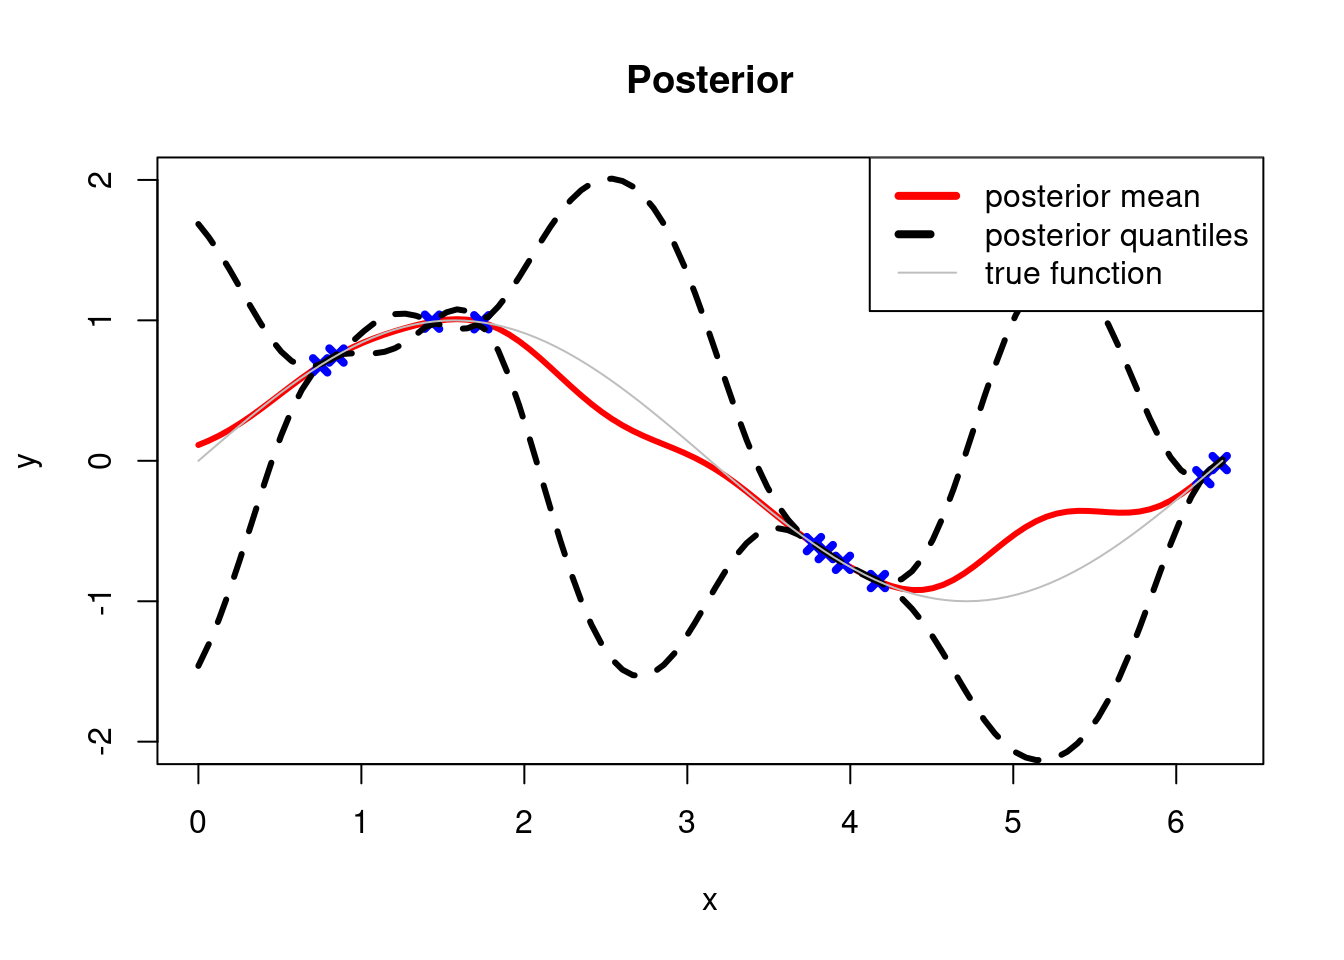 Posterior
posterior mean
posterior quantiles
true function
y
2
1
0
-1
-2
0 1 2 3 4 5 6
x